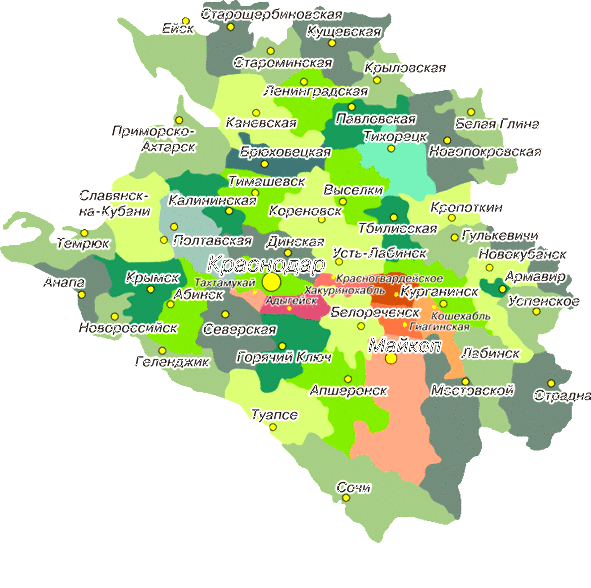 Старощербиновская
Ейск
Кущевская
Староминская
Крыловская
Ленинградская
Каневская
Павловская
Белая Глина
Приморско-
Ахтарск
Тихорецк
Брюховецкая
Новопокровская
Тимашевск
Выселки
Славянск-
на-Кубани
Калининская
Кореновск
Кропоткин
Тбилисская
Гулькевичи
Темрюк
Полтавская
Динская
Усть-Лабинск
Новокубанск
Краснодар
Анапа
Крымск
Тахтамукай
Красногвардейское
Хакуринохабль
Армавир
Абинск
Адыгейск
Курганинск
Успенское
Белореченск
Кошехабль
Новороссийск
Северская
Гиагинская
Майкоп
Геленджик
Горячий Ключ
Лабинск
Апшеронск
Мостовской
Отрадна
Туапсе
Сочи